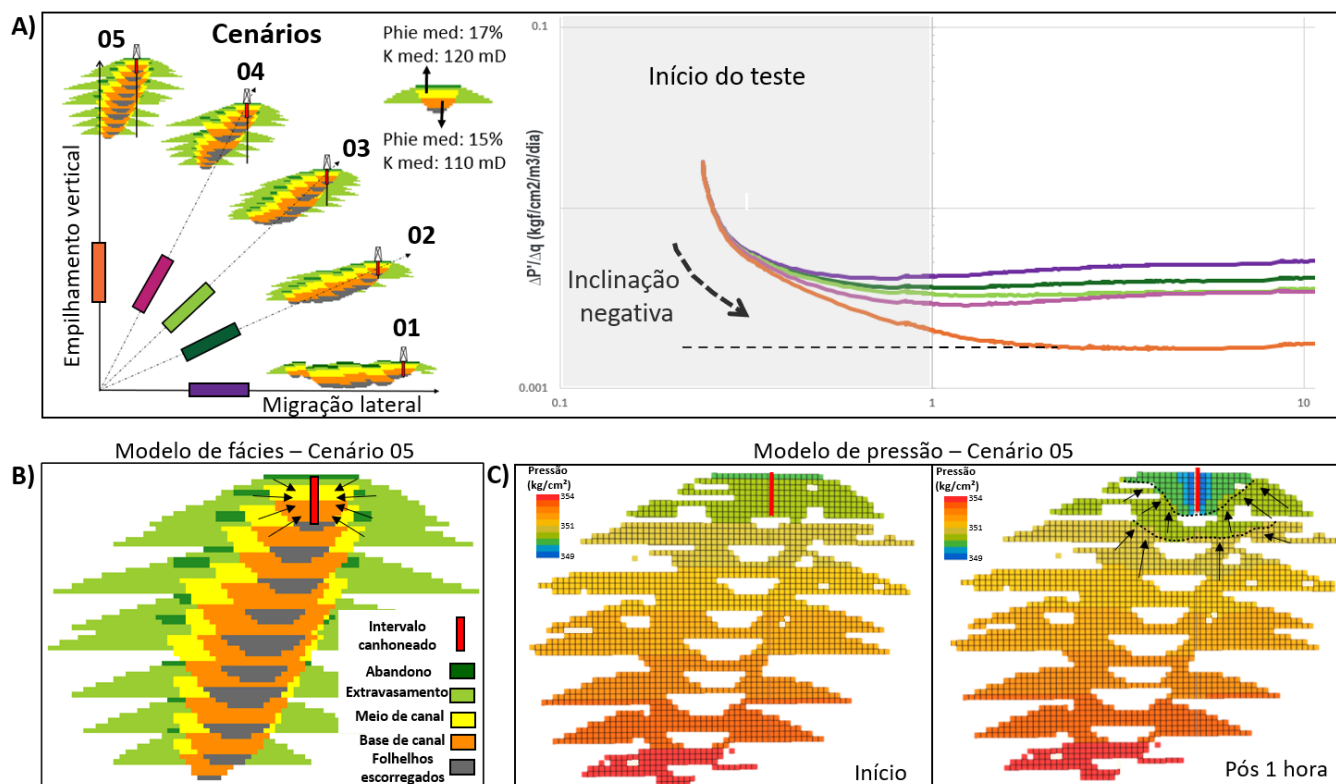 A)
Cenários
05
04
03
02
01
Phie med: 17%
K med: 120 mD
Phie med: 15%
K med: 110 mD
Empilhamento vertical
Migração lateral
ΔP'/Δq (kgf/cm2/m3/dia)
0.1
0.001
0.1
1
10
Início do teste
Inclinação
negativa
B)
Modelo de fácies – Cenário 05
Intervalo
canhoneado
Abandono
Extravasamento
Meio de canal
Base de canal
Folhelhos
escorregados
C)
Modelo de pressão – Cenário 05
Pressão
(kg/cm²)
354
351
349
Início
Pressão
(kg/cm²)
354
351
349
Pós 1 hora